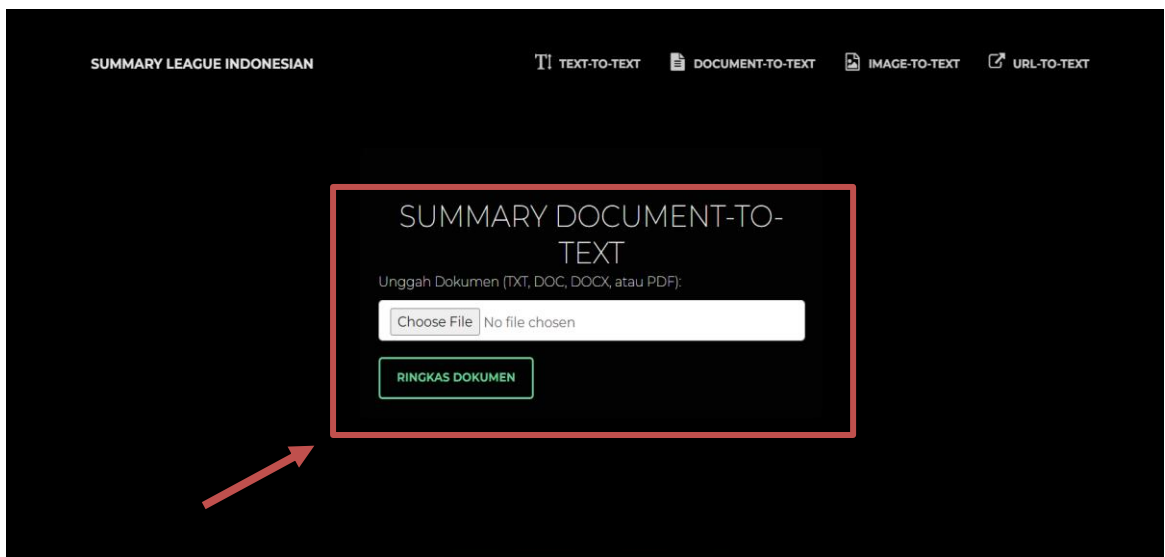 SUMMARY LEAGUE INDONESIAN
TEXT-TO-TEXT
DOCUMENT-TO-TEXT
IMAGE-TO-TEXT
URL-TO-TEXT
SUMMARY DOCUMENT-TO-
TEXT
Unggah Dokumen (TXT, DOC, DOCX, atau PDF):
Choose File No file chosen
RINGKAS DOKUMEN